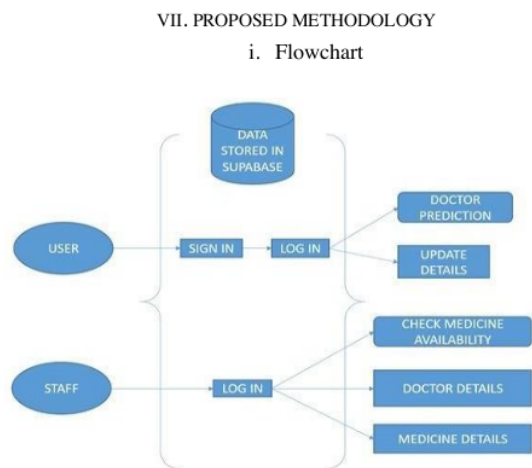 VII. PROPOSED METHODOLOGY
i. Flowchart
DATA
STORED IN
SUPABASE
USER
SIGN IN
LOG IN
DOCTOR
PREDICTION
UPDATE
DETAILS
STAFF
LOG IN
CHECK MEDICINE
AVAILABILITY
DOCTOR DETAILS
MEDICINE DETAILS